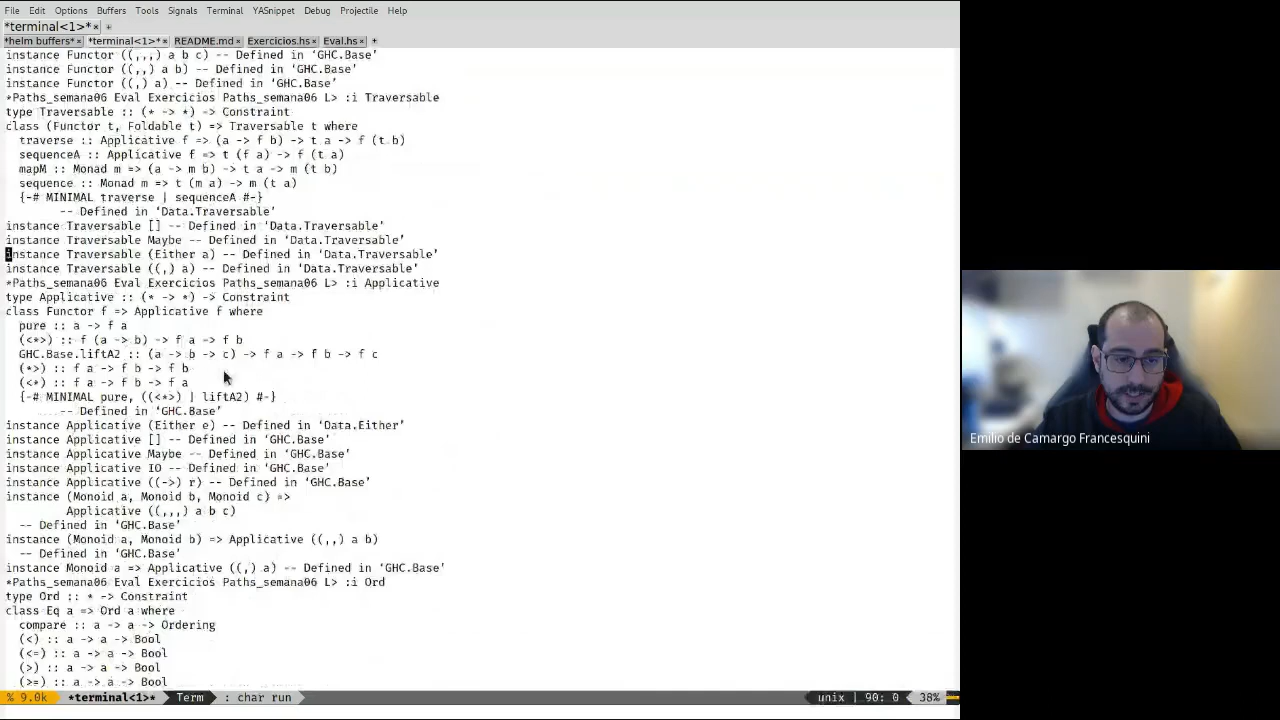 File Edit Options Buffers Tools Signals Terminal YASnippet Debug Projectile Help
*terminal<1>*× +
*helm buffers*× *terminal<1>*× README.md× Exercicios.hs× Eval.hs× +
instance Functor ((,,,) a b c) -- Defined in ‘GHC.Base’
instance Functor ((,,) a b) -- Defined in ‘GHC.Base’
instance Functor ((,) a) -- Defined in ‘GHC.Base’
*Paths_semana06 Eval Exercicios Paths_semana06 L> :i Traversable
type Traversable :: (* -> *) -> Constraint
class (Functor t, Foldable t) => Traversable t where
  traverse :: Applicative f => (a -> f b) -> t a -> f (t b)
  sequenceA :: Applicative f => t (f a) -> f (t a)
  mapM :: Monad m => (a -> m b) -> t a -> m (t b)
  sequence :: Monad m => t (m a) -> m (t a)
  {-# MINIMAL traverse | sequenceA #-}
        -- Defined in ‘Data.Traversable’
instance Traversable [] -- Defined in ‘Data.Traversable’
instance Traversable Maybe -- Defined in ‘Data.Traversable’
instance Traversable (Either a) -- Defined in ‘Data.Traversable’
instance Traversable ((,) a) -- Defined in ‘Data.Traversable’
*Paths_semana06 Eval Exercicios Paths_semana06 L> :i Applicative
type Applicative :: (* -> *) -> Constraint
class Functor f => Applicative f where
  pure :: a -> f a
  (<*>) :: f (a -> b) -> f a -> f b
  GHC.Base.liftA2 :: (a -> b -> c) -> f a -> f b -> f c
  (*>) :: f a -> f b -> f b
  (<*) :: f a -> f b -> f a
  {-# MINIMAL pure, ((<*>) | liftA2) #-}
        -- Defined in ‘GHC.Base’
instance Applicative (Either e) -- Defined in ‘Data.Either’
instance Applicative [] -- Defined in ‘GHC.Base’
instance Applicative Maybe -- Defined in ‘GHC.Base’
instance Applicative IO -- Defined in ‘GHC.Base’
instance Applicative ((->) r) -- Defined in ‘GHC.Base’
instance (Monoid a, Monoid b, Monoid c) =>
         Applicative ((,,,) a b c)
  -- Defined in ‘GHC.Base’
instance (Monoid a, Monoid b) => Applicative ((,,) a b)
  -- Defined in ‘GHC.Base’
instance Monoid a => Applicative ((,) a) -- Defined in ‘GHC.Base’
*Paths_semana06 Eval Exercicios Paths_semana06 L> :i Ord
type Ord :: * -> Constraint
class Eq a => Ord a where
  compare :: a -> a -> Ordering
  (<) :: a -> a -> Bool
  (<=) :: a -> a -> Bool
  (>) :: a -> a -> Bool
  (>=) :: a -> a -> Bool
% 9.0k *terminal<1>* Term : char run unix | 90: 0 38%
Emilio de Camargo Francesquini